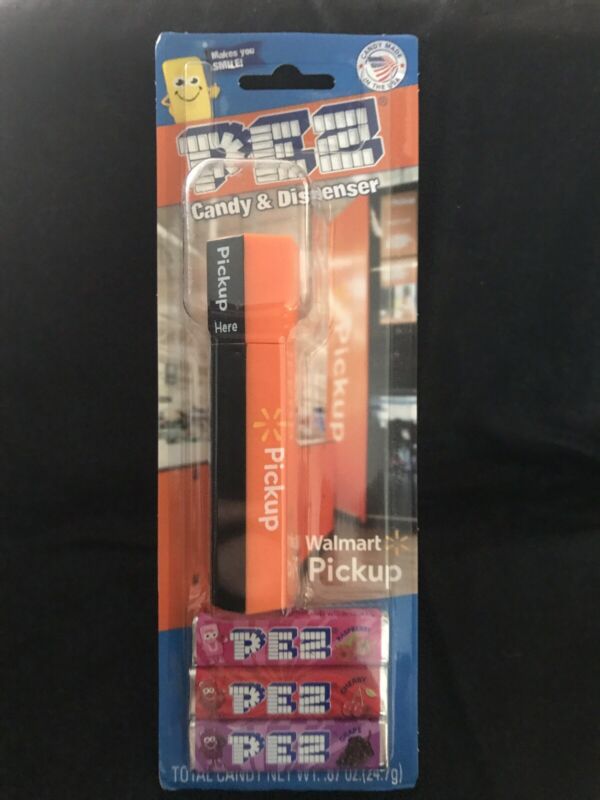 Makes you
SMILE!
CANDY MADE
IN THE USA
PEZ®
Candy & Dispenser
Pickup
Here
Pickup
Pickup
Walmart
Pickup
PEZ RASPBERRY
PEZ CHERRY
PEZ GRAPE
TOTAL CANDY NET WT. .87 OZ.(24.7g)